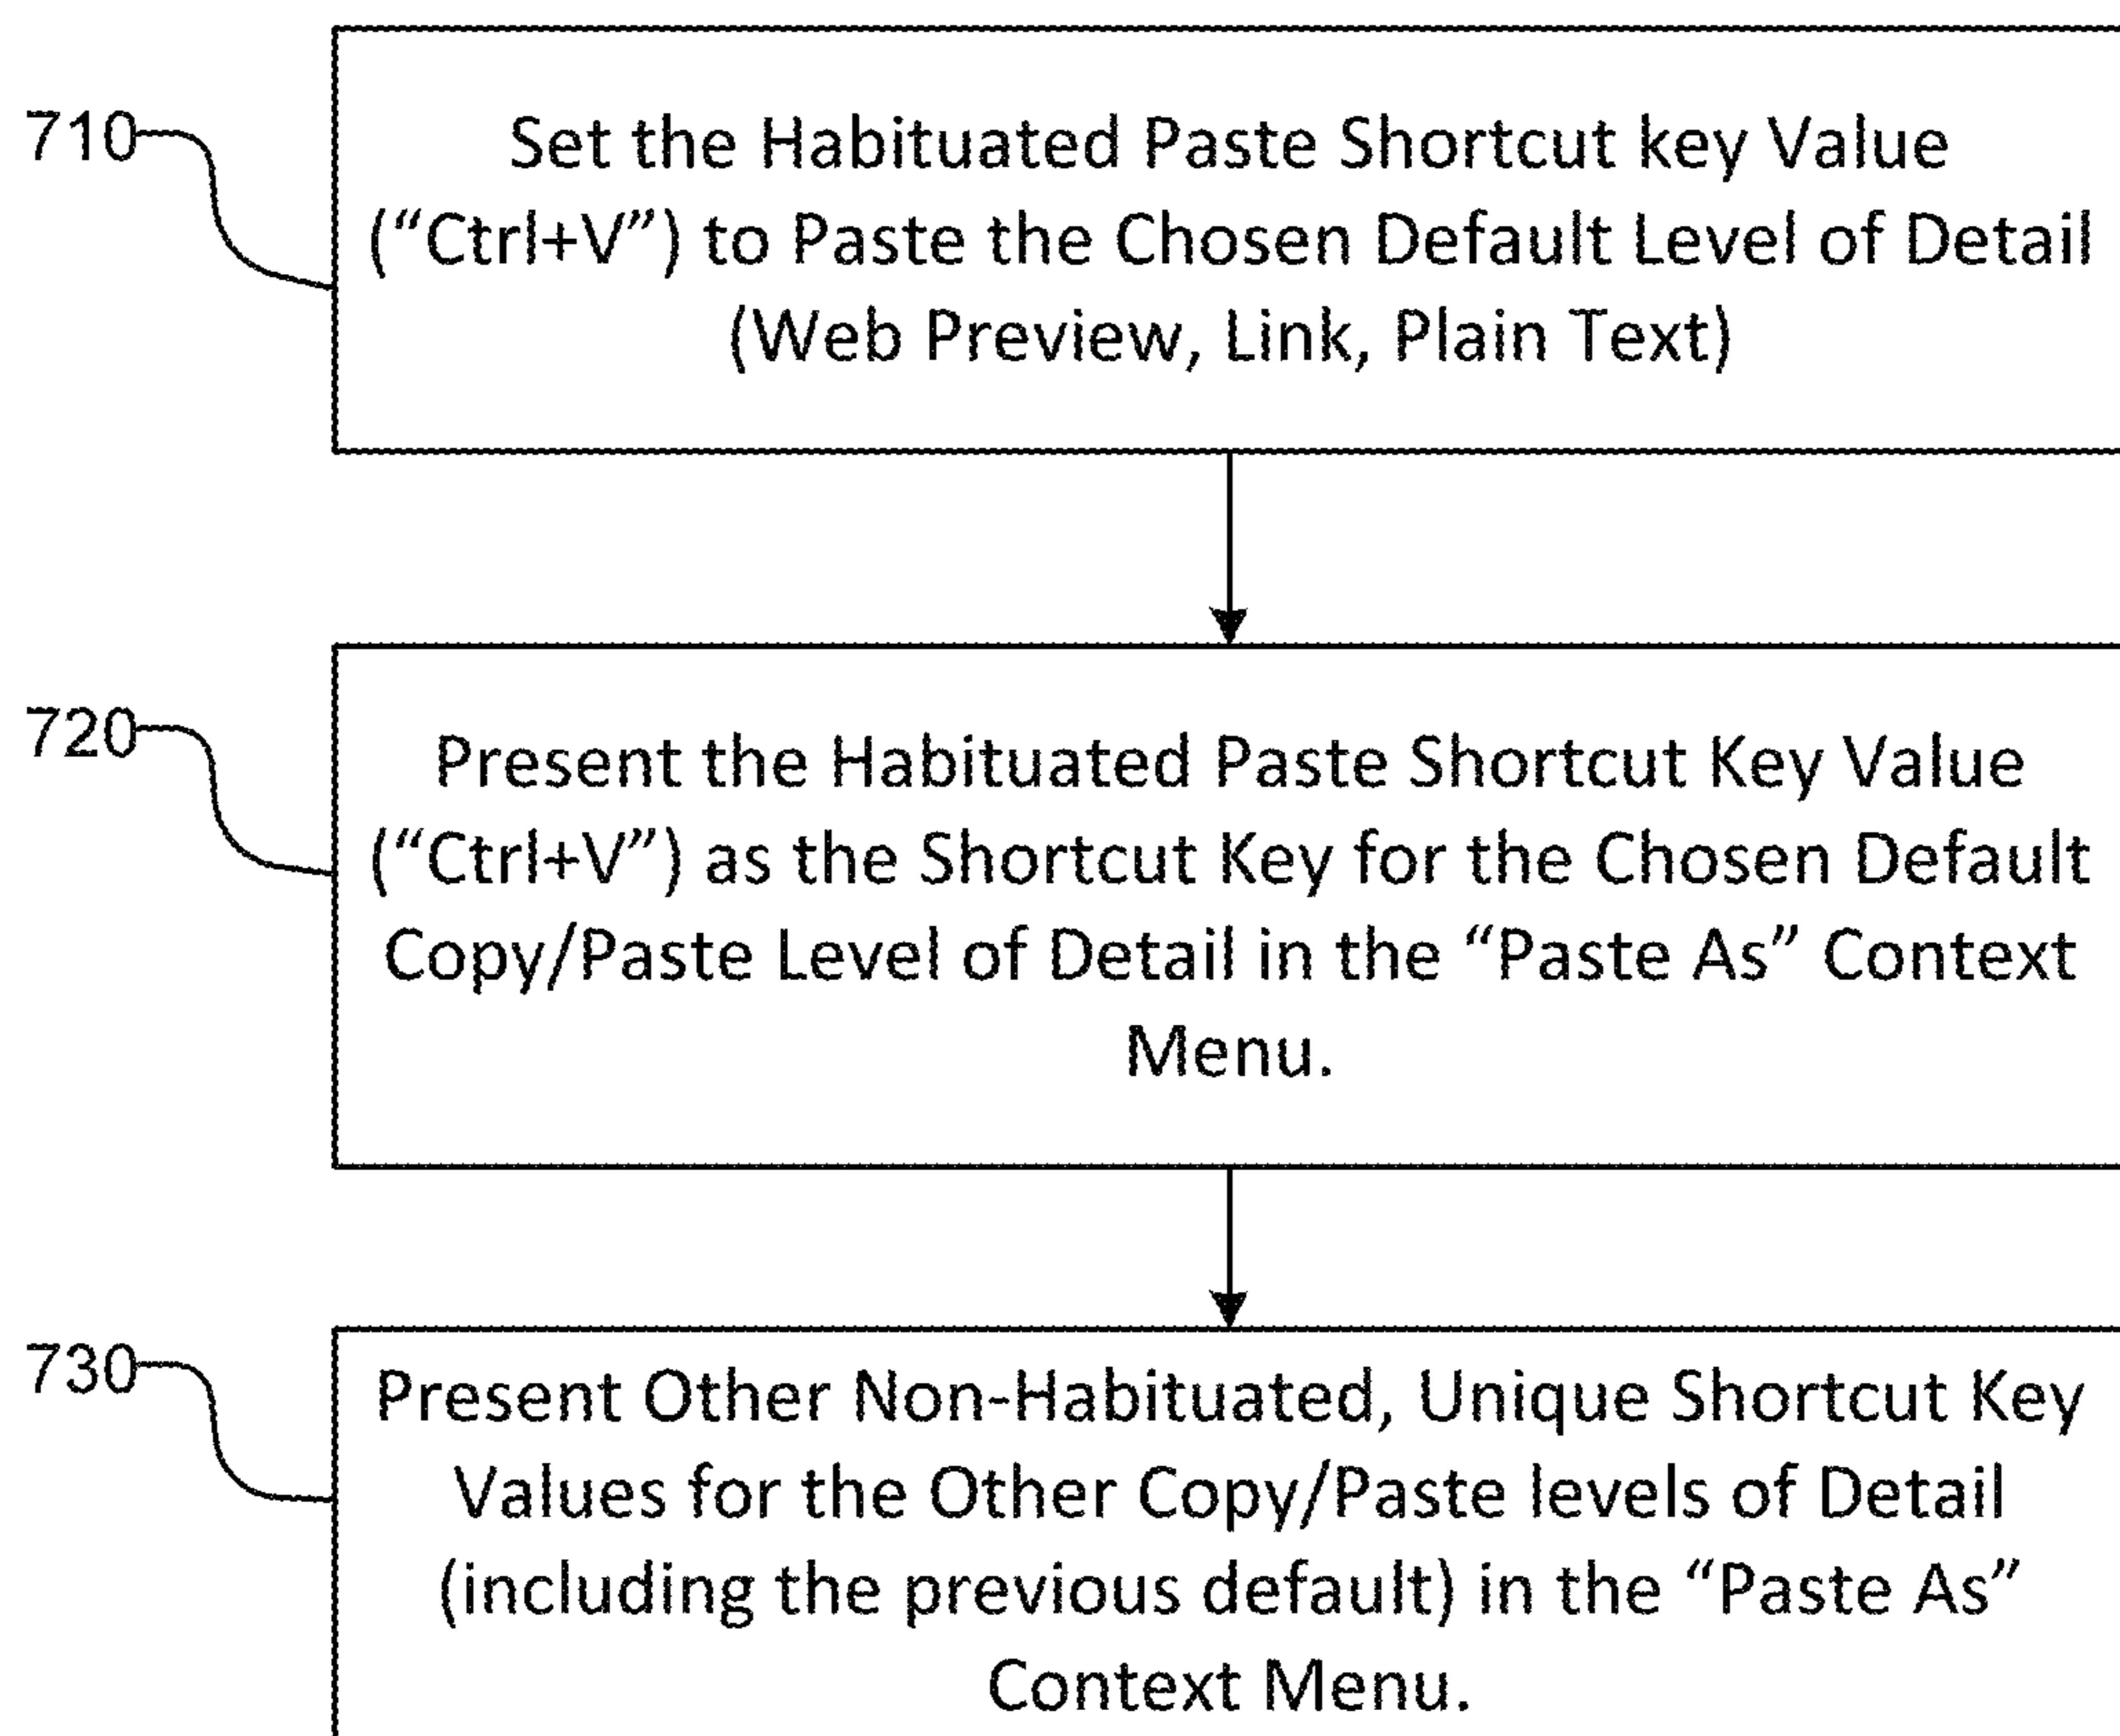 710
Set the Habituated Paste Shortcut key Value
(“Ctrl+V”) to Paste the Chosen Default Level of Detail
(Web Preview, Link, Plain Text)
720
Present the Habituated Paste Shortcut Key Value
(“Ctrl+V”) as the Shortcut Key for the Chosen Default
Copy/Paste Level of Detail in the “Paste As” Context
Menu.
730
Present Other Non-Habituated, Unique Shortcut Key
Values for the Other Copy/Paste levels of Detail
(including the previous default) in the “Paste As”
Context Menu.